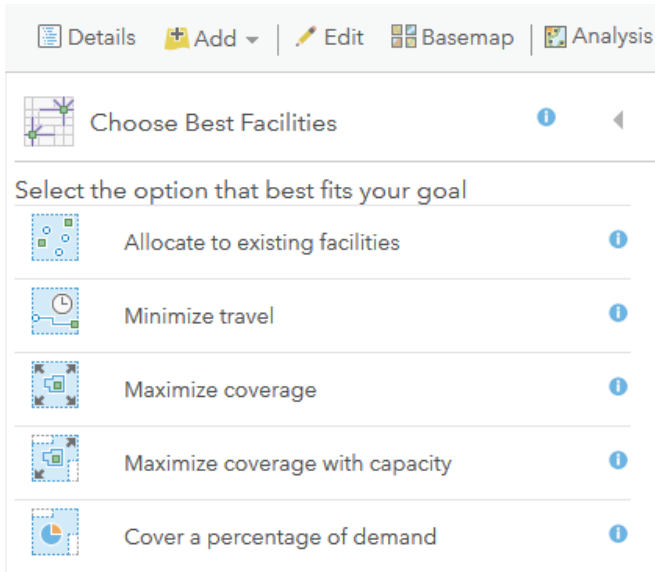 Details Add Edit Basemap Analysis
Choose Best Facilities
Select the option that best fits your goal
Allocate to existing facilities
Minimize travel
Maximize coverage
Maximize coverage with capacity
Cover a percentage of demand